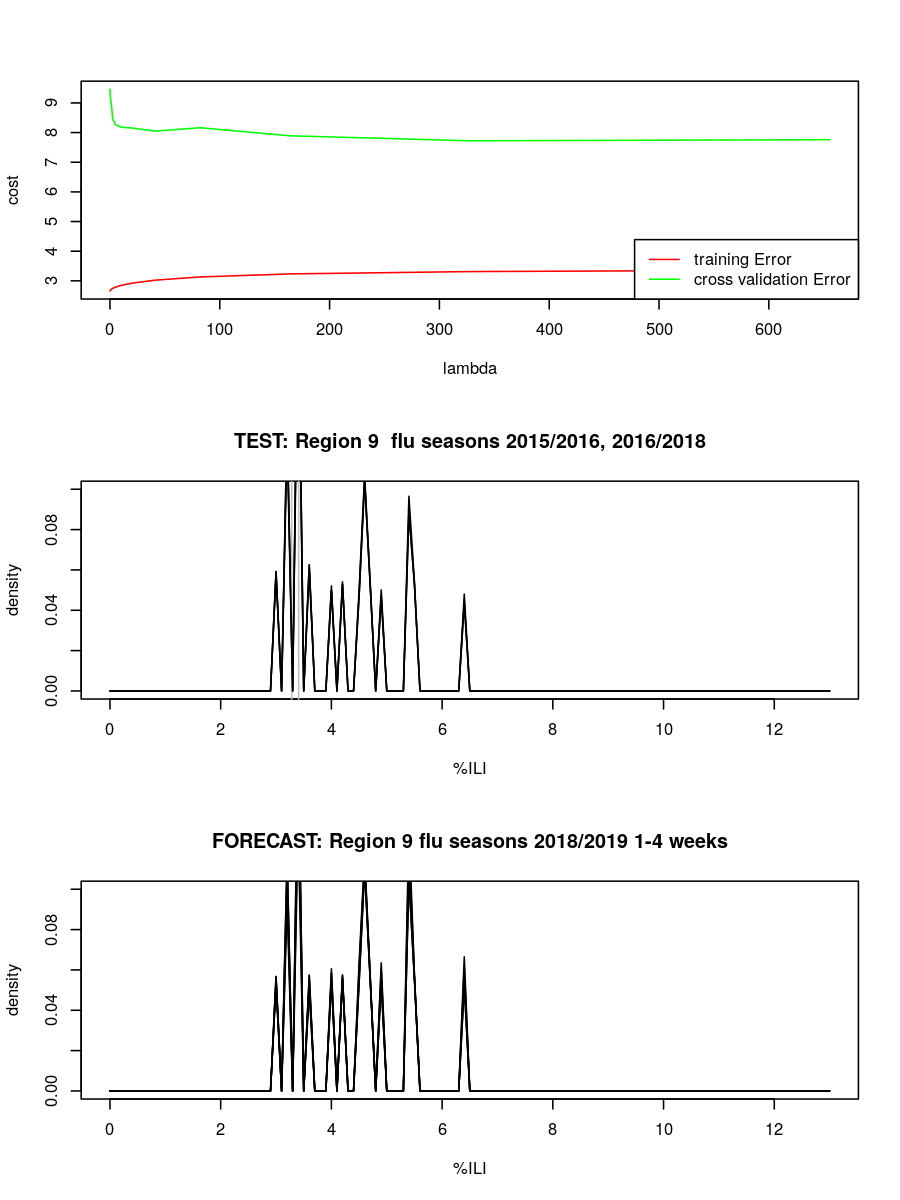 cost
3 4 5 6 7 8 9
training Error
cross validation Error
0 100 200 300 400 500 600
lambda
TEST: Region 9  flu seasons 2015/2016, 2016/2018
density
0.00 0.04 0.08
0 2 4 6 8 10 12
%ILI
FORECAST: Region 9 flu seasons 2018/2019 1-4 weeks
density
0.00 0.04 0.08
0 2 4 6 8 10 12
%ILI